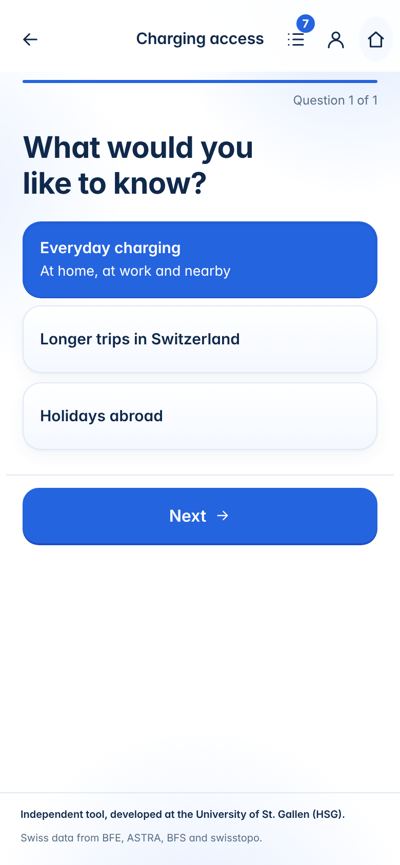 Charging access
7
Question 1 of 1
What would you
like to know?
Everyday charging
At home, at work and nearby
Longer trips in Switzerland
Holidays abroad
Next →
Independent tool, developed at the University of St. Gallen (HSG).
Swiss data from BFE, ASTRA, BFS and swisstopo.